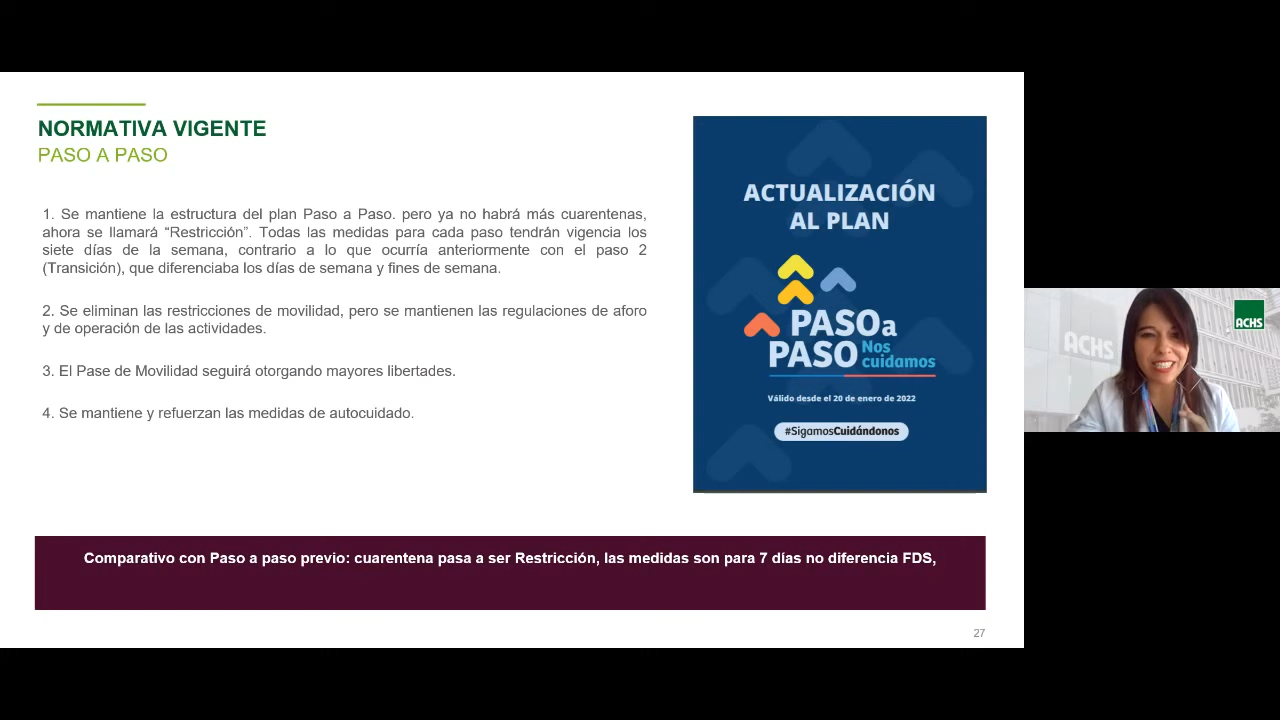 NORMATIVA VIGENTE
PASO A PASO
1. Se mantiene la estructura del plan Paso a Paso. pero ya no habrá más cuarentenas,
ahora se llamará “Restricción”. Todas las medidas para cada paso tendrán vigencia los
siete días de la semana, contrario a lo que ocurría anteriormente con el paso 2
(Transición), que diferenciaba los días de semana y fines de semana.
2. Se eliminan las restricciones de movilidad, pero se mantienen las regulaciones de aforo
y de operación de las actividades.
3. El Pase de Movilidad seguirá otorgando mayores libertades.
4. Se mantiene y refuerzan las medidas de autocuidado.
ACTUALIZACIÓN
AL PLAN
PASO a
PASO Nos
cuidamos
Válido desde el 20 de enero de 2022
#SigamosCuidándonos
Comparativo con Paso a paso previo: cuarentena pasa a ser Restricción, las medidas son para 7 días no diferencia FDS,
27
ACHS
ACHS